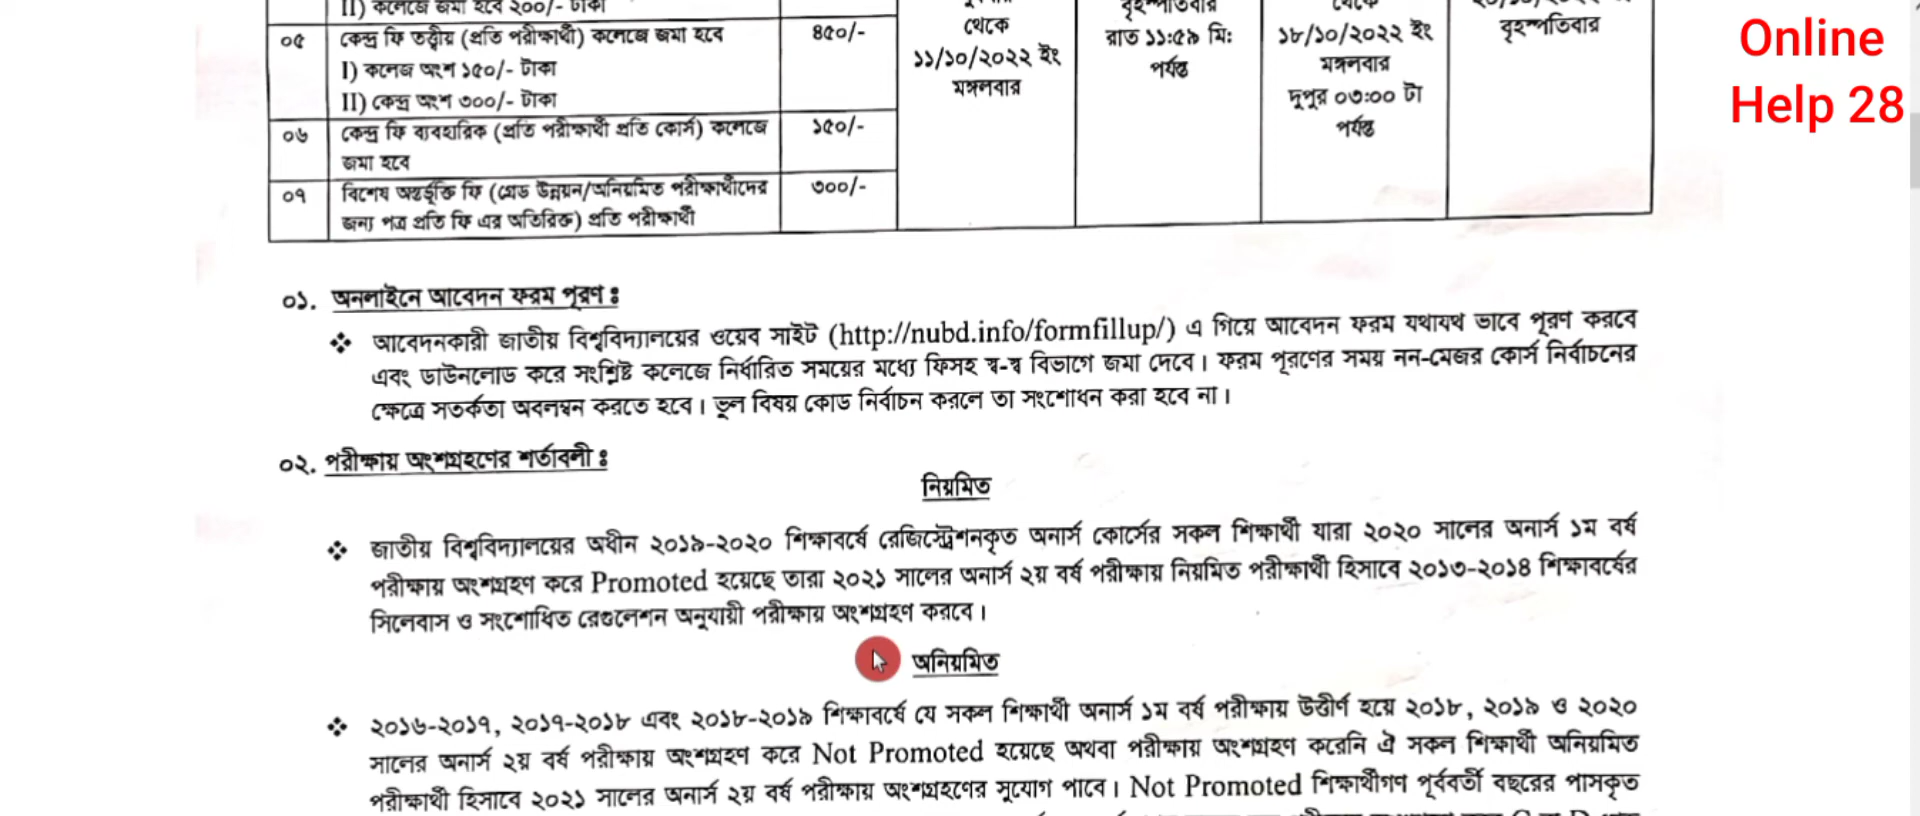 II) কলেজে জমা হবে ২০০/- টাকা
০৫ কেন্দ্র ফি তত্ত্বীয় (প্রতি পরীক্ষার্থী) কলেজে জমা হবে ৪৫০/-
I) কলেজ অংশ ১৫০/- টাকা
II) কেন্দ্র অংশ ৩০০/- টাকা
০৬ কেন্দ্র ফি ব্যবহারিক (প্রতি পরীক্ষার্থী প্রতি কোর্স) কলেজে ১৫০/-
জমা হবে
০৭ বিশেষ অন্তর্ভূক্তি ফি (গ্রেড উন্নয়ন/অনিয়মিত পরীক্ষার্থীদের ৩০০/-
জন্য পত্র প্রতি ফি এর অতিরিক্ত) প্রতি পরীক্ষার্থী
থেকে
১১/১০/২০২২ ইং
মঙ্গলবার
বৃহস্পতিবার
রাত ১১:৫৯ মি:
পর্যন্ত
থেকে
১৮/১০/২০২২ ইং
মঙ্গলবার
দুপুর ০৩:০০ টা
পর্যন্ত
বৃহস্পতিবার
Online
Help 28
০১. অনলাইনে আবেদন ফরম পূরণ ঃ
❖ আবেদনকারী জাতীয় বিশ্ববিদ্যালয়ের ওয়েব সাইট (http://nubd.info/formfillup/) এ গিয়ে আবেদন ফরম যথাযথ ভাবে পূরণ করবে
এবং ডাউনলোড করে সংশ্লিষ্ট কলেজে নির্ধারিত সময়ের মধ্যে ফিসহ স্ব-স্ব বিভাগে জমা দেবে। ফরম পূরণের সময় নন-মেজর কোর্স নির্বাচনের
ক্ষেত্রে সতর্কতা অবলম্বন করতে হবে। ভুল বিষয় কোড নির্বাচন করলে তা সংশোধন করা হবে না।
০২. পরীক্ষায় অংশগ্রহণের শর্তাবলী ঃ
নিয়মিত
❖ জাতীয় বিশ্ববিদ্যালয়ের অধীন ২০১৯-২০২০ শিক্ষাবর্ষে রেজিস্ট্রেশনকৃত অনার্স কোর্সের সকল শিক্ষার্থী যারা ২০২০ সালের অনার্স ১ম বর্ষ
পরীক্ষায় অংশগ্রহণ করে Promoted হয়েছে তারা ২০২১ সালের অনার্স ২য় বর্ষ পরীক্ষায় নিয়মিত পরীক্ষার্থী হিসাবে ২০১৩-২০১৪ শিক্ষাবর্ষের
সিলেবাস ও সংশোধিত রেগুলেশন অনুযায়ী পরীক্ষায় অংশগ্রহণ করবে।
অনিয়মিত
❖ ২০১৬-২০১৭, ২০১৭-২০১৮ এবং ২০১৮-২০১৯ শিক্ষাবর্ষে যে সকল শিক্ষার্থী অনার্স ১ম বর্ষ পরীক্ষায় উত্তীর্ণ হয়ে ২০১৮, ২০১৯ ও ২০২০
সালের অনার্স ২য় বর্ষ পরীক্ষায় অংশগ্রহণ করে Not Promoted হয়েছে অথবা পরীক্ষায় অংশগ্রহণ করেনি ঐ সকল শিক্ষার্থী অনিয়মিত
পরীক্ষার্থী হিসাবে ২০২১ সালের অনার্স ২য় বর্ষ পরীক্ষায় অংশগ্রহণের সুযোগ পাবে। Not Promoted শিক্ষার্থীগণ পূর্ববর্তী বছরের পাসকৃত